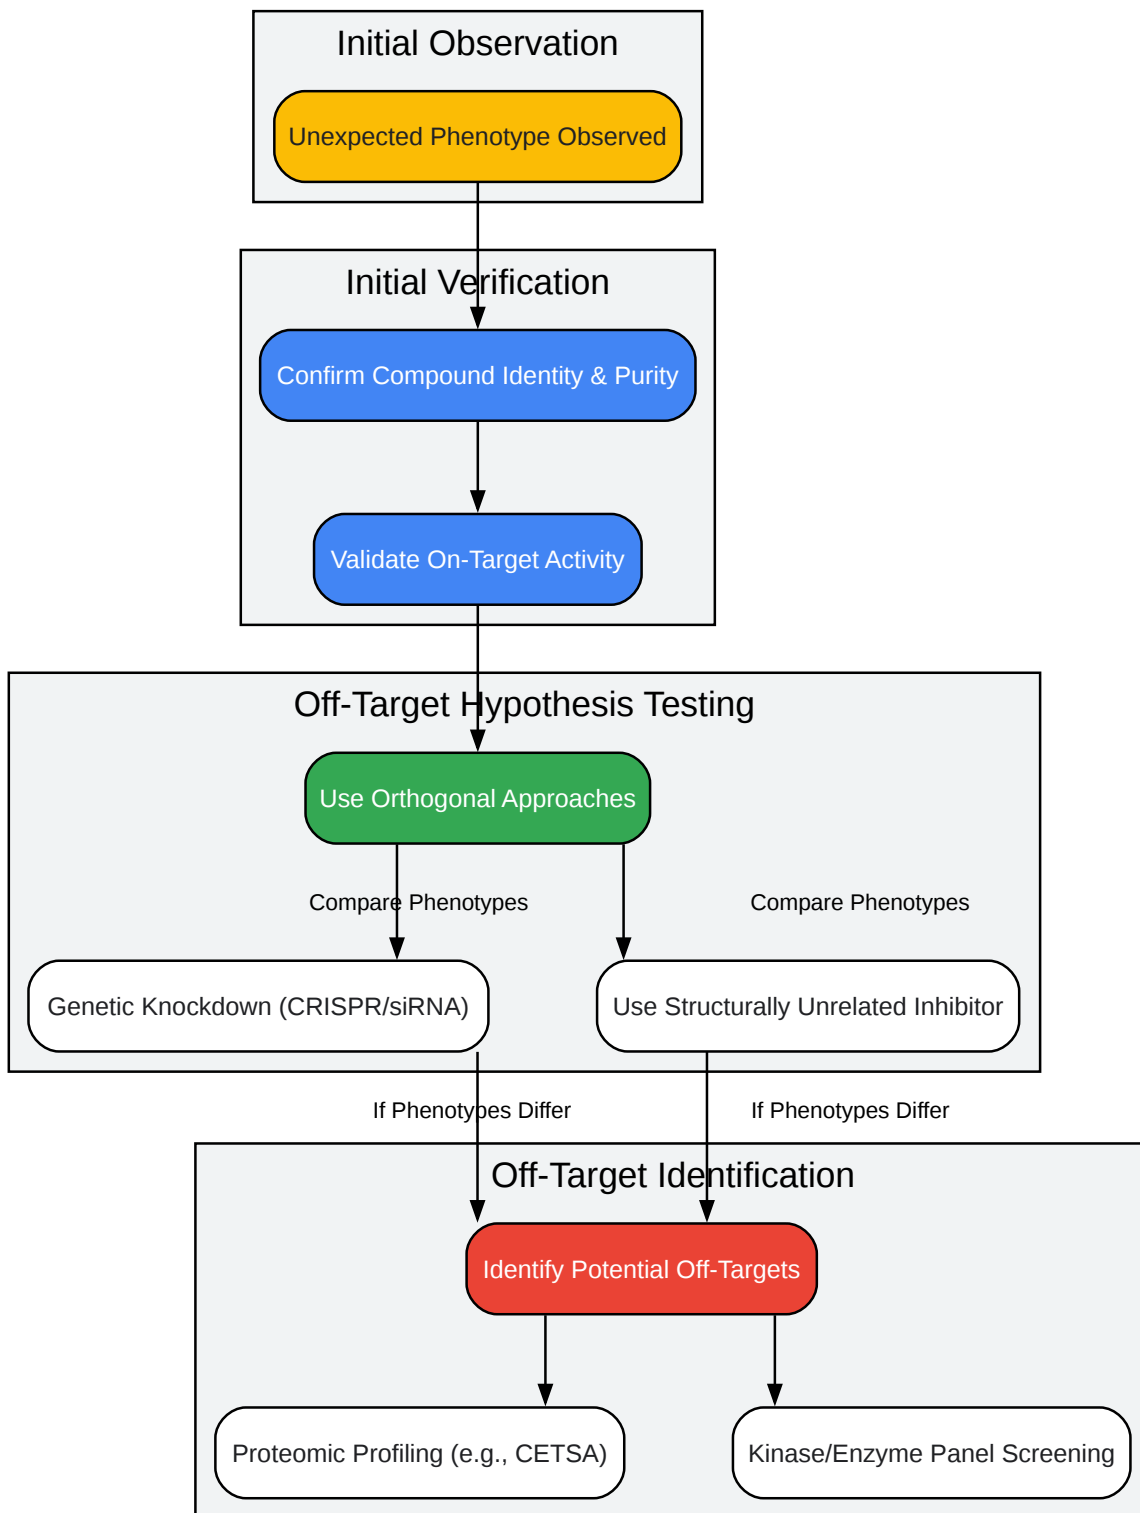 Initial Observation
Unexpected Phenotype Observed
Initial Verification
Confirm Compound Identity & Purity
Validate On-Target Activity
Off-Target Hypothesis Testing
Use Orthogonal Approaches
Compare Phenotypes
Compare Phenotypes
Genetic Knockdown (CRISPR/siRNA)
Use Structurally Unrelated Inhibitor
If Phenotypes Differ
If Phenotypes Differ
Off-Target Identification
Identify Potential Off-Targets
Proteomic Profiling (e.g., CETSA)
Kinase/Enzyme Panel Screening